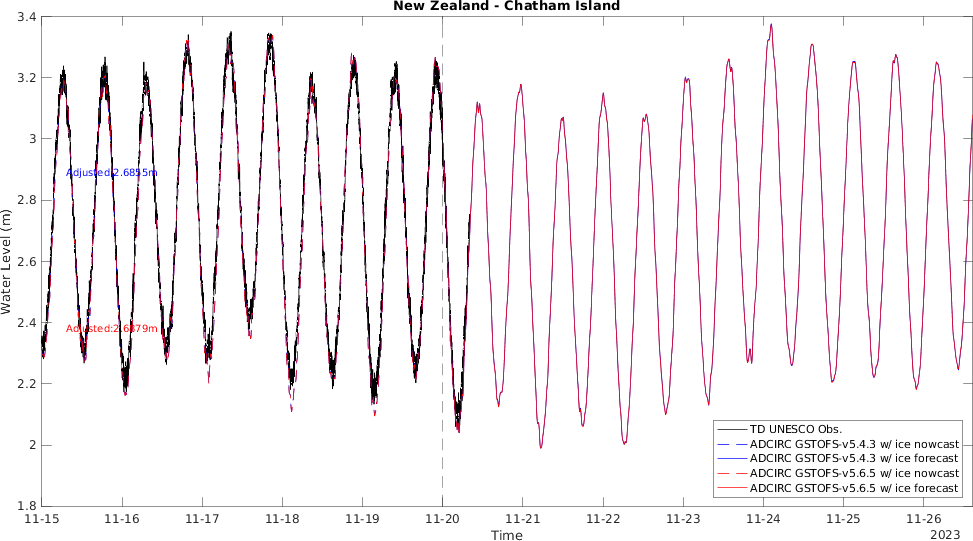 New Zealand - Chatham Island
3.4
3.2
3
2.8
2.6
2.4
2.2
2
1.8
Water Level (m)
Adjusted:2.6855m
Adjusted:2.6879m
TD UNESCO Obs.
ADCIRC GSTOFS-v5.4.3 w/ ice nowcast
ADCIRC GSTOFS-v5.4.3 w/ ice forecast
ADCIRC GSTOFS-v5.6.5 w/ ice nowcast
ADCIRC GSTOFS-v5.6.5 w/ ice forecast
11-15 11-16 11-17 11-18 11-19 11-20 11-21 11-22 11-23 11-24 11-25 11-26
Time
2023